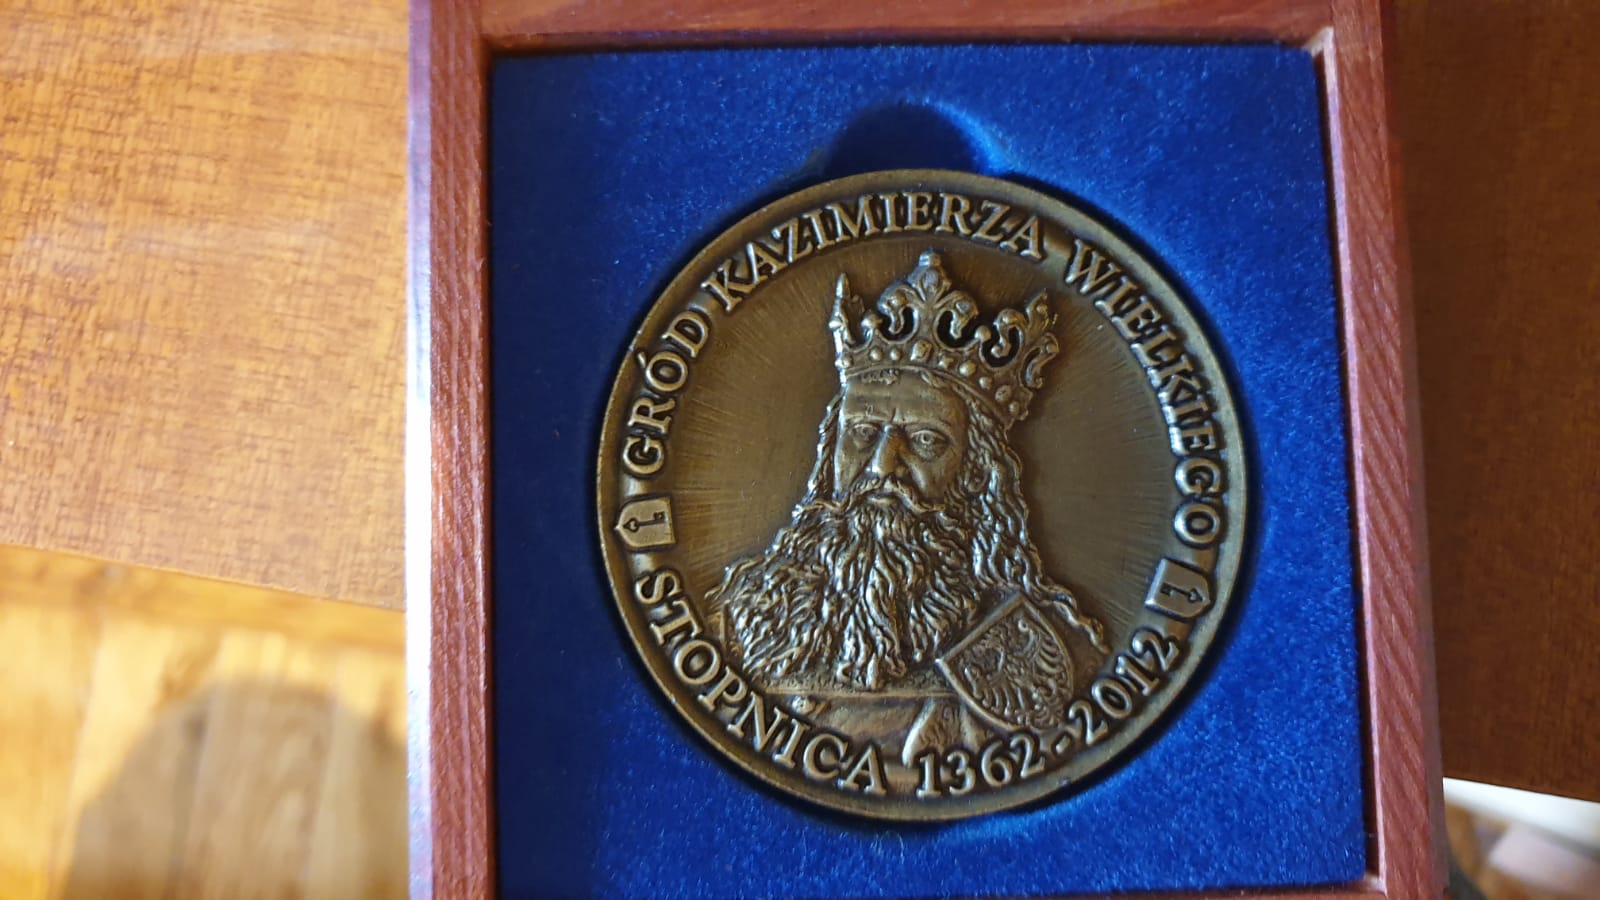 GRÓD KAZIMIERZA WIELKIEGO
STOPNICA 1362-2012